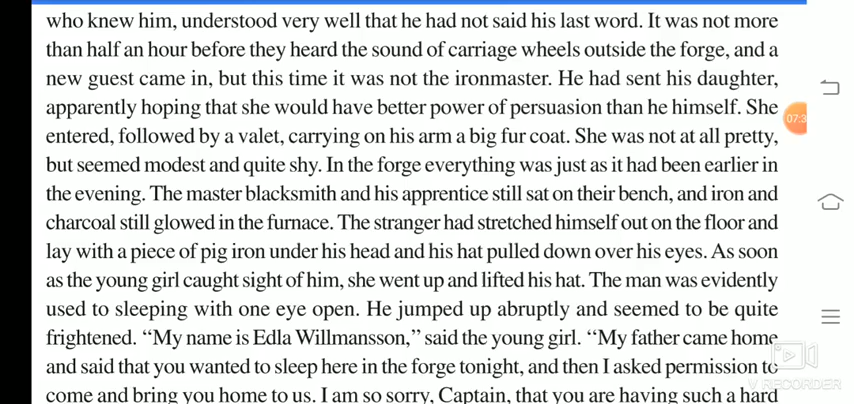 who knew him, understood very well that he had not said his last word. It was not more
than half an hour before they heard the sound of carriage wheels outside the forge, and a
new guest came in, but this time it was not the ironmaster. He had sent his daughter,
apparently hoping that she would have better power of persuasion than he himself. She
entered, followed by a valet, carrying on his arm a big fur coat. She was not at all pretty,
but seemed modest and quite shy. In the forge everything was just as it had been earlier in
the evening. The master blacksmith and his apprentice still sat on their bench, and iron and
charcoal still glowed in the furnace. The stranger had stretched himself out on the floor and
lay with a piece of pig iron under his head and his hat pulled down over his eyes. As soon
as the young girl caught sight of him, she went up and lifted his hat. The man was evidently
used to sleeping with one eye open. He jumped up abruptly and seemed to be quite
frightened. “My name is Edla Willmansson,” said the young girl. “My father came home
and said that you wanted to sleep here in the forge tonight, and then I asked permission to
come and bring you home to us. I am so sorry, Captain, that you are having such a hard
07:3
V RECORDER